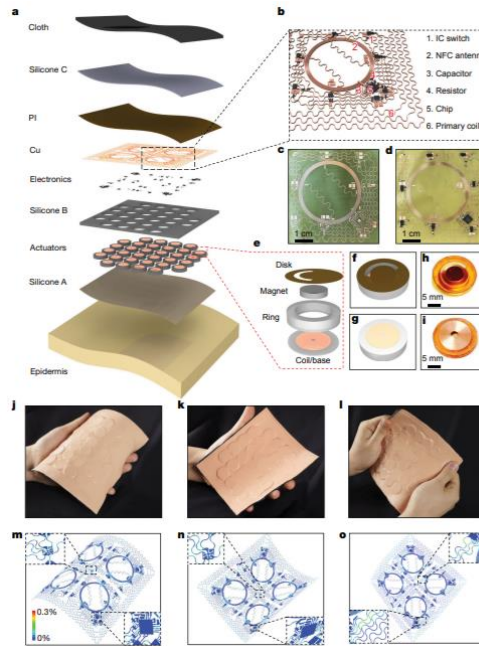 a
Cloth
Silicone C
PI
Cu
Electronics
Silicone B
Actuators
Silicone A
Epidermis
b
2
6
1. IC switch
2. NFC antenn
3. Capacitor
4. Resistor
5. Chip
6. Primary coil
c
1 cm
d
1 cm
e
Disk
Magnet
Ring
Coil/base
f
g
h
5 mm
i
5 mm
j
k
l
m
0.3%
0%
n
o